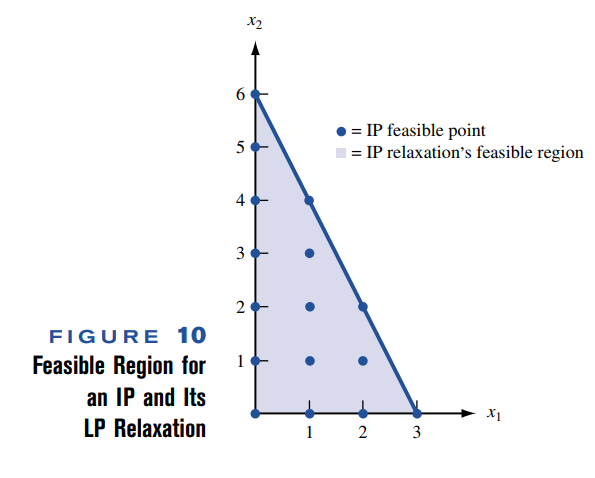 x2
6
5
4
3
2
1
1 2 3
x1
= IP feasible point
= IP relaxation's feasible region
FIGURE 10
Feasible Region for
an IP and Its
LP Relaxation